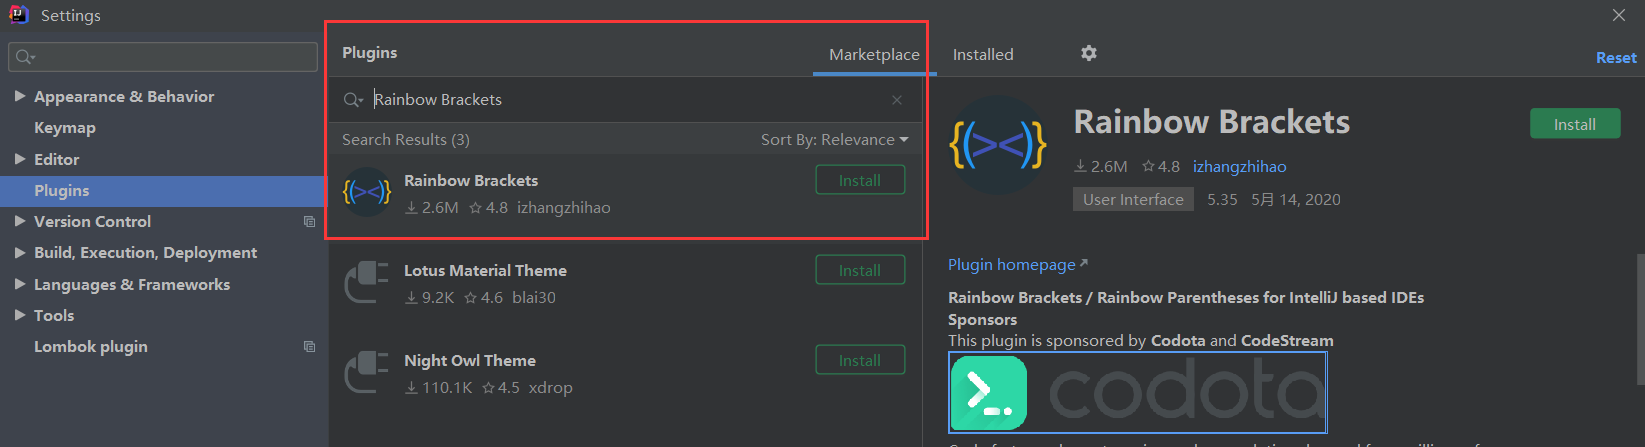 Settings
Appearance & Behavior
Keymap
Editor
Plugins
Version Control
Build, Execution, Deployment
Languages & Frameworks
Tools
Lombok plugin
Plugins
Marketplace
Installed
Reset
Rainbow Brackets
Search Results (3)
Sort By: Relevance
Rainbow Brackets
Install
2.6M 4.8 izhangzhihao
Lotus Material Theme
Install
9.2K 4.6 blai30
Night Owl Theme
Install
110.1K 4.5 xdrop
Rainbow Brackets
Install
2.6M 4.8 izhangzhihao
User Interface 5.35 5月 14, 2020
Plugin homepage
Rainbow Brackets / Rainbow Parentheses for IntelliJ based IDEs
Sponsors
This plugin is sponsored by Codota and CodeStream
codota